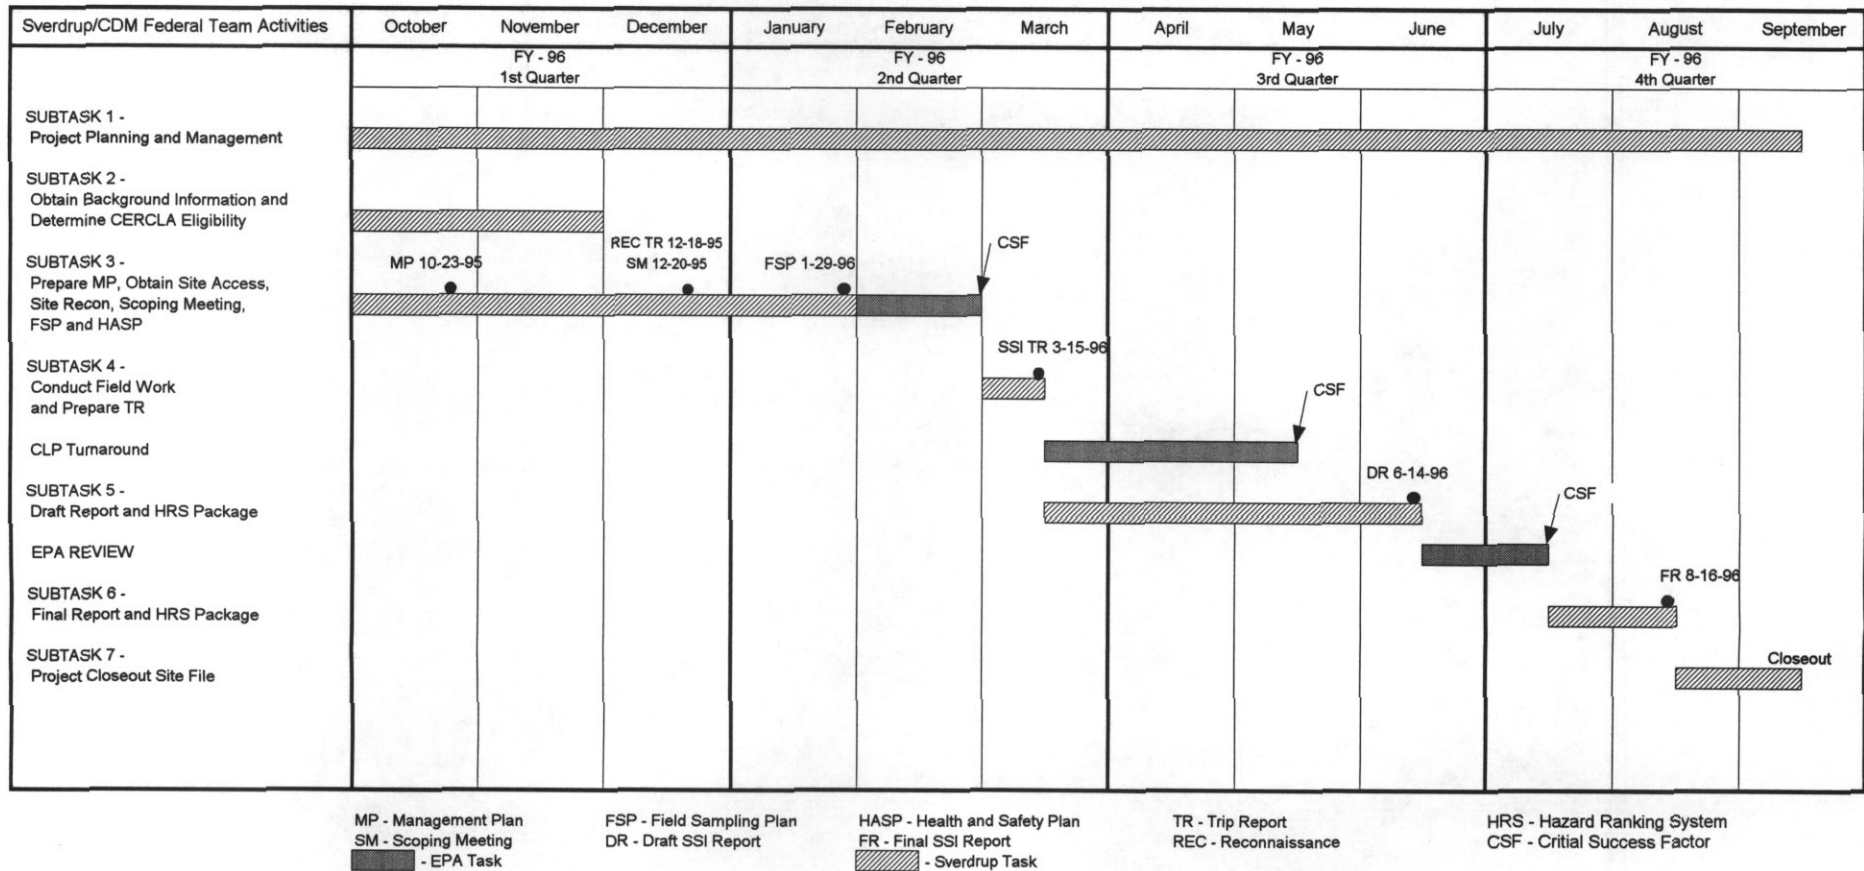 Sverdrup/CDM Federal Team Activities
October
November
December
January
February
March
April
May
June
July
August
September
FY - 96
1st Quarter
FY - 96
2nd Quarter
FY - 96
3rd Quarter
FY - 96
4th Quarter
SUBTASK 1 -
Project Planning and Management
SUBTASK 2 -
Obtain Background Information and
Determine CERCLA Eligibility
SUBTASK 3 -
Prepare MP, Obtain Site Access,
Site Recon, Scoping Meeting,
FSP and HASP
MP 10-23-95
REC TR 12-18-95
SM 12-20-95
FSP 1-29-96
CSF
SUBTASK 4 -
Conduct Field Work
and Prepare TR
SSI TR 3-15-96
CLP Turnaround
CSF
SUBTASK 5 -
Draft Report and HRS Package
DR 6-14-96
EPA REVIEW
CSF
SUBTASK 6 -
Final Report and HRS Package
FR 8-16-96
SUBTASK 7 -
Project Closeout Site File
Closeout
MP - Management Plan
SM - Scoping Meeting
- EPA Task
FSP - Field Sampling Plan
DR - Draft SSI Report
HASP - Health and Safety Plan
FR - Final SSI Report
- Sverdrup Task
TR - Trip Report
REC - Reconnaissance
HRS - Hazard Ranking System
CSF - Critial Success Factor